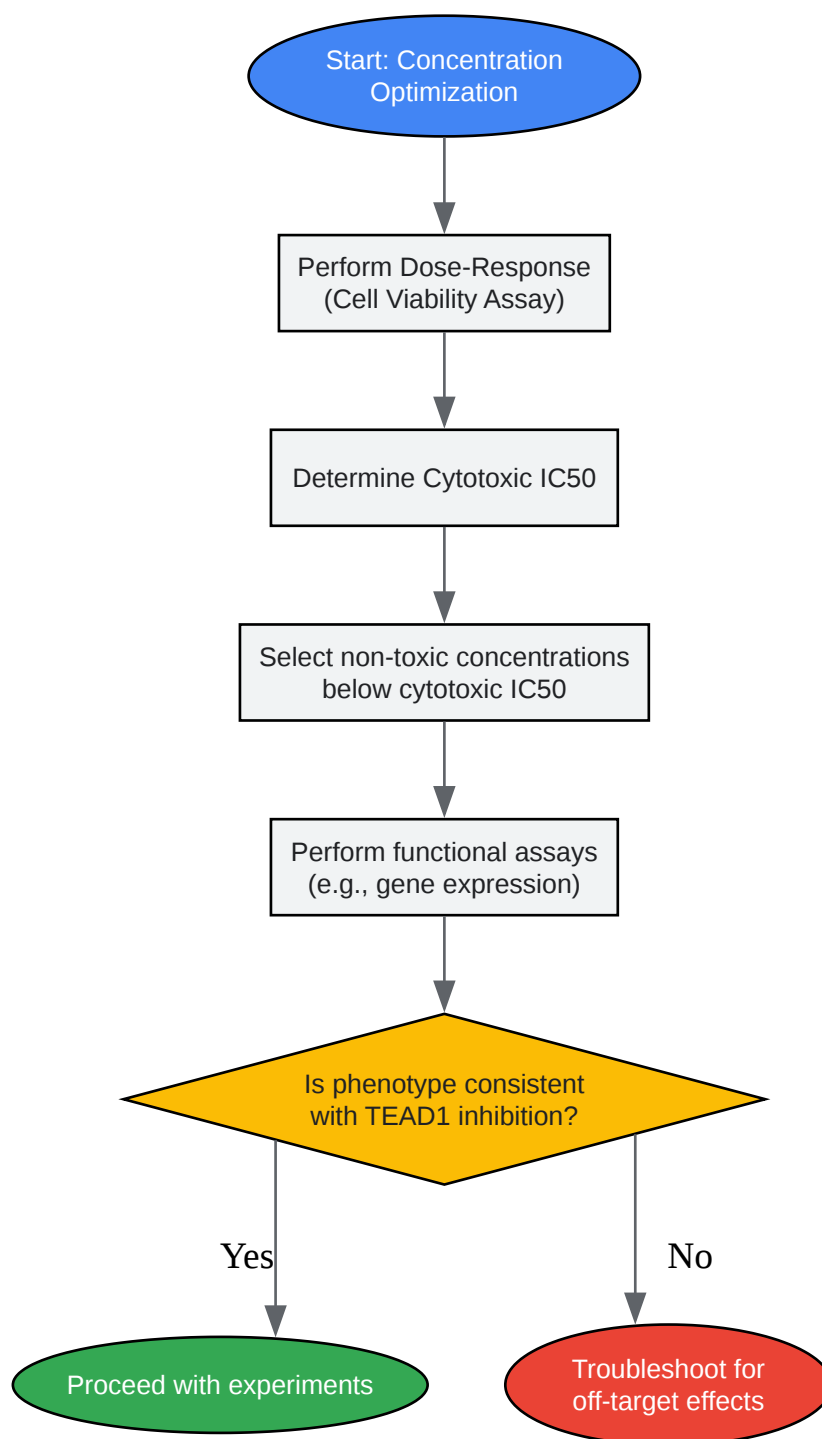 Start: Concentration
Optimization
Perform Dose-Response
(Cell Viability Assay)
Determine Cytotoxic IC50
Select non-toxic concentrations
below cytotoxic IC50
Perform functional assays
(e.g., gene expression)
Is phenotype consistent
with TEAD1 inhibition?
Yes
No
Proceed with experiments
Troubleshoot for
off-target effects